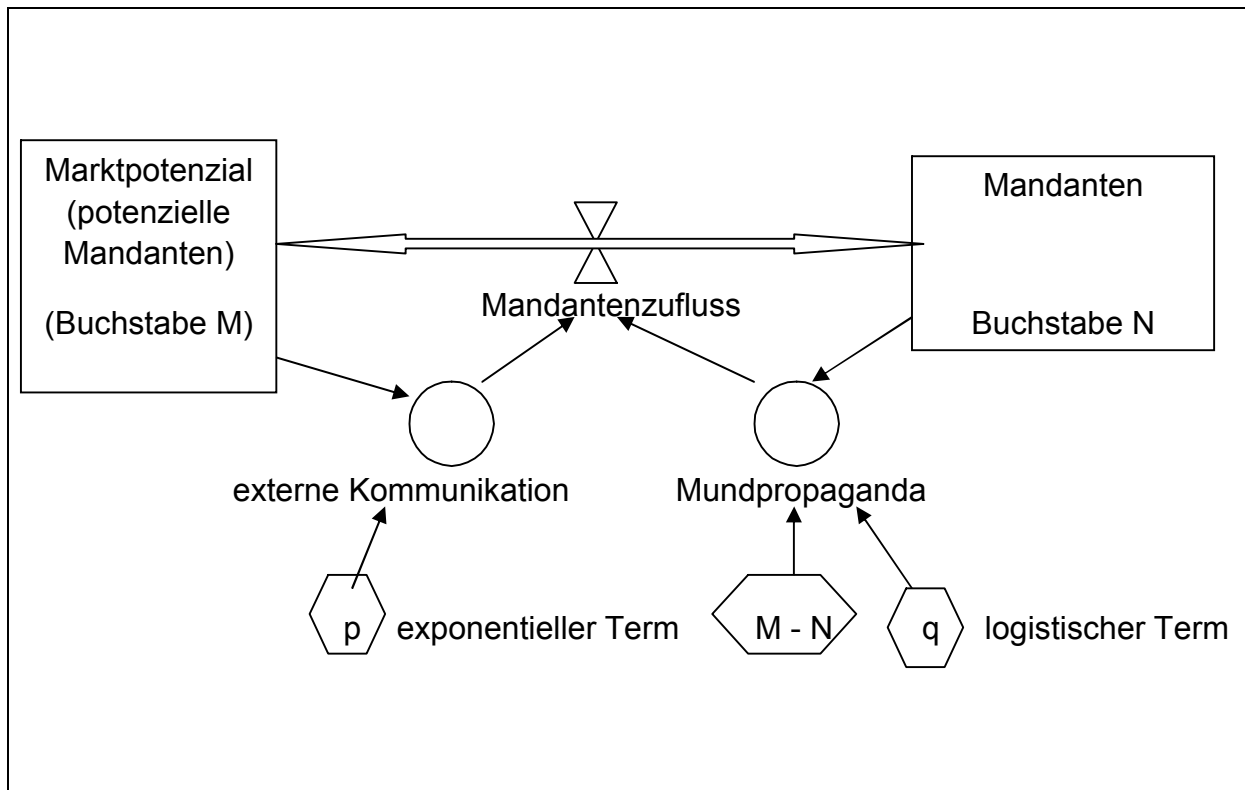 Marktpotenzial
(potenzielle
Mandanten)
(Buchstabe M)
Mandanten
Buchstabe N
Mandantenzufluss
externe Kommunikation
Mundpropaganda
p
exponentieller Term
M - N
q
logistischer Term